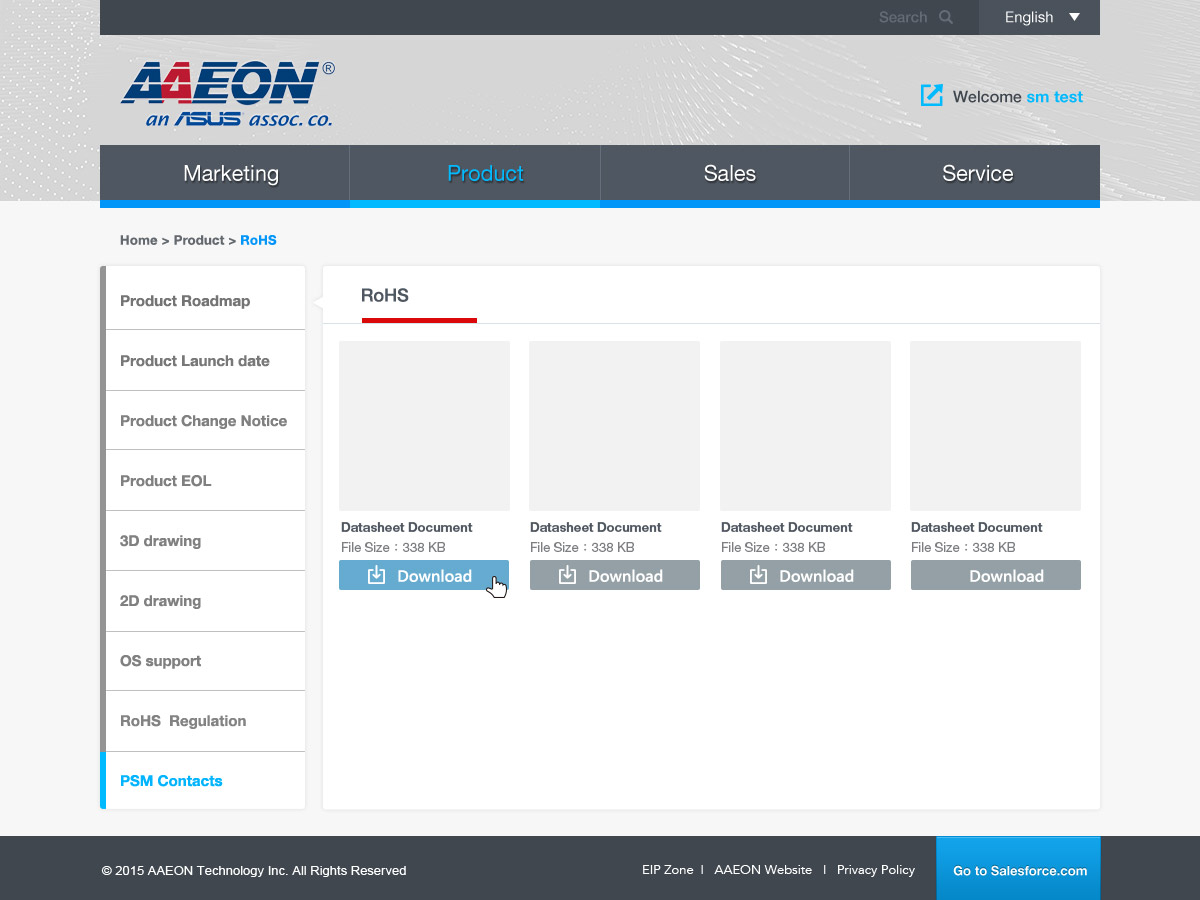 Search
English
AAEON®
an ASUS assoc. co.
Welcome sm test
Marketing
Product
Sales
Service
Home > Product > RoHS
Product Roadmap
Product Launch date
Product Change Notice
Product EOL
3D drawing
2D drawing
OS support
RoHS Regulation
PSM Contacts
RoHS
Datasheet Document
File Size：338 KB
Download
Datasheet Document
File Size：338 KB
Download
Datasheet Document
File Size：338 KB
Download
Datasheet Document
File Size：338 KB
Download
© 2015 AAEON Technology Inc. All Rights Reserved
EIP Zone I AAEON Website I Privacy Policy
Go to Salesforce.com